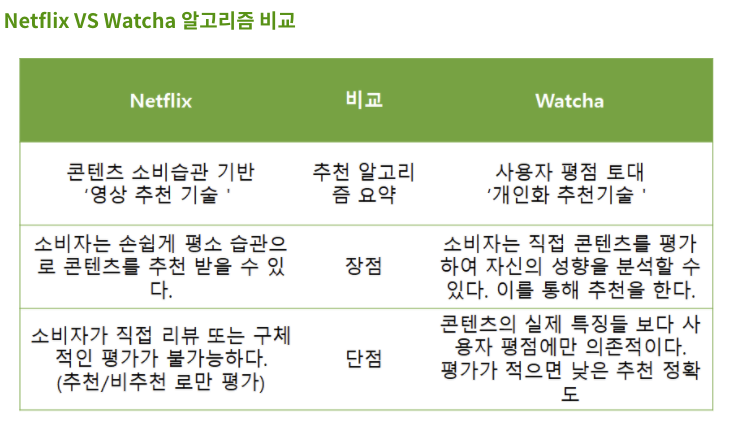 Netflix VS Watcha 알고리즘 비교
Netflix
비교
Watcha
콘텐츠 소비습관 기반
'영상 추천 기술 '
추천 알고리
즘 요약
사용자 평점 토대
'개인화 추천기술 '
소비자는 손쉽게 평소 습관으
로 콘텐츠를 추천 받을 수 있
다.
장점
소비자는 직접 콘텐츠를 평가
하여 자신의 성향을 분석할 수
있다. 이를 통해 추천을 한다.
소비자가 직접 리뷰 또는 구체
적인 평가가 불가능하다.
(추천/비추천 로만 평가)
단점
콘텐츠의 실제 특징들 보다 사
용자 평점에만 의존적이다.
평가가 적으면 낮은 추천 정확
도